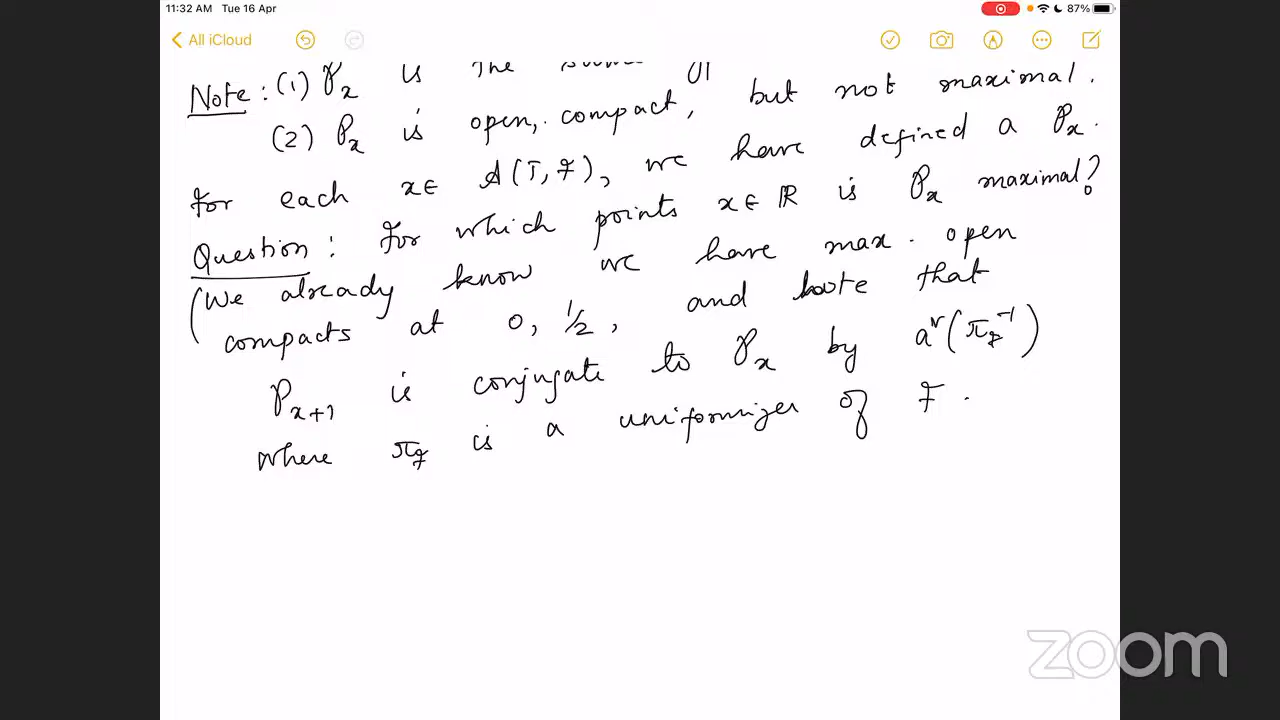 11:32 AM Tue 16 Apr
87%
All iCloud
Note: (1) P_x is the
(2) P_x is open, compact, but not maximal.
For each x ∈ A(T, F), we have defined a P_x.
Question: For which points x ∈ ℝ is P_x maximal?
(We already know we have max. open
compacts at 0, 1/2, and note that
P_{x+1} is conjugate to P_x by a^v(π_F^{-1})
where π_F is a uniformizer of F.
zoom